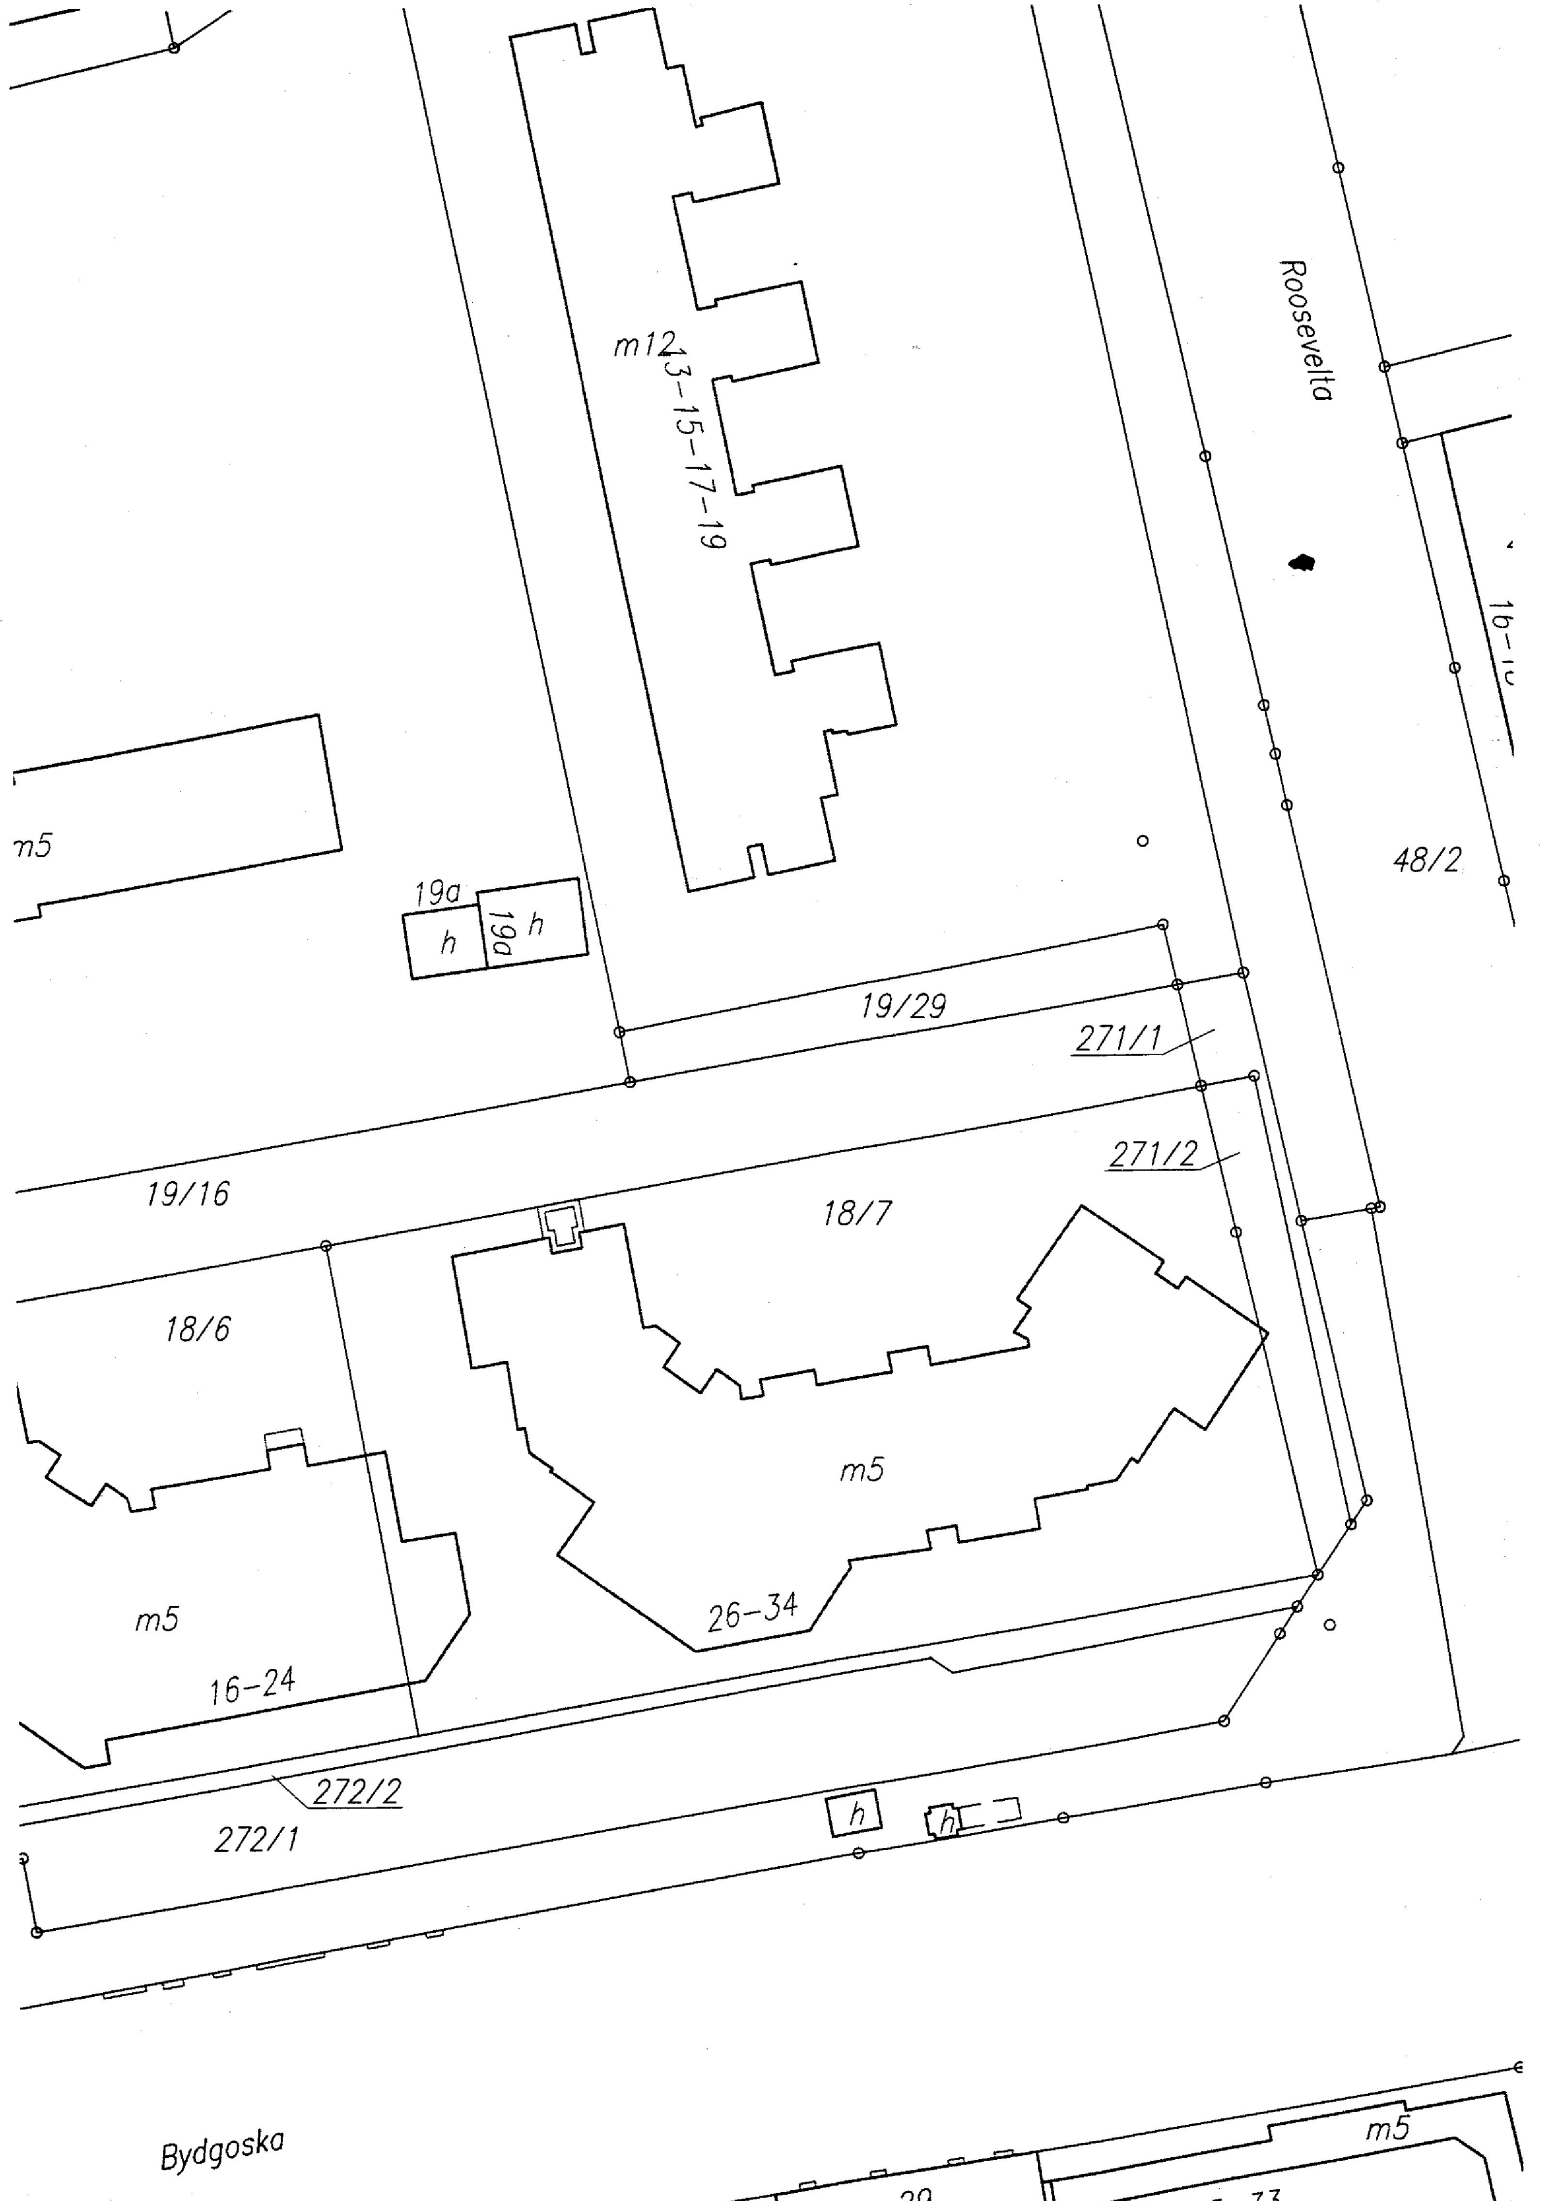 Roosevelta
m12
13-15-17-19
m5
48/2
19a
h
19a
h
19/29
271/1
271/2
19/16
18/7
18/6
m5
26-34
m5
16-24
272/2
h
h
272/1
m5
Bydgoska